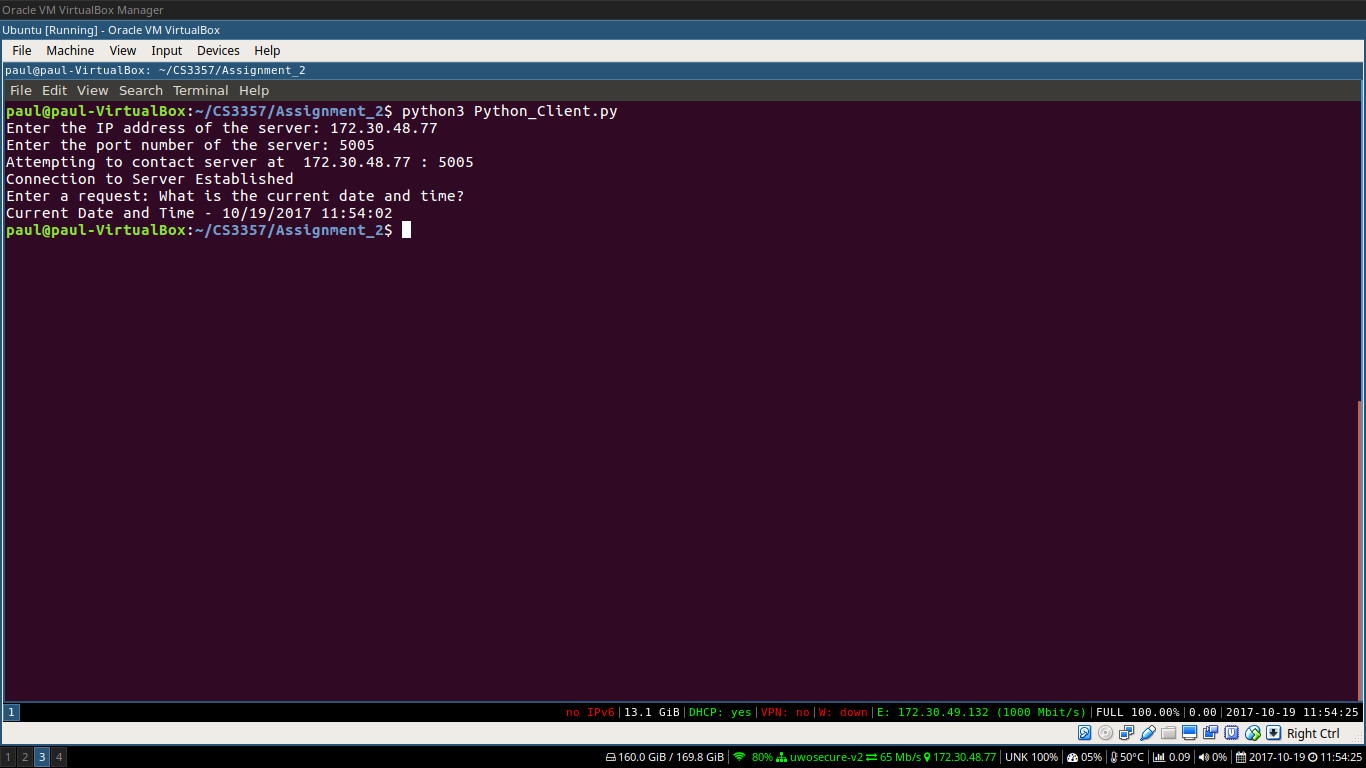 Oracle VM VirtualBox Manager
Ubuntu [Running] - Oracle VM VirtualBox
File Machine View Input Devices Help
paul@paul-VirtualBox: ~/CS3357/Assignment_2
File Edit View Search Terminal Help
paul@paul-VirtualBox:~/CS3357/Assignment_2$ python3 Python_Client.py
Enter the IP address of the server: 172.30.48.77
Enter the port number of the server: 5005
Attempting to contact server at  172.30.48.77 : 5005
Connection to Server Established
Enter a request: What is the current date and time?
Current Date and Time - 10/19/2017 11:54:02
paul@paul-VirtualBox:~/CS3357/Assignment_2$
1 no IPv6|13.1 GiB|DHCP: yes|VPN: no|W: down|E: 172.30.49.132 (1000 Mbit/s)|FULL 100.00%|0.00|2017-10-19 11:54:25
Right Ctrl
1 2 3 4 160.0 GiB / 169.8 GiB | 80% uwosecure-v2 65 Mb/s 172.30.48.77 | UNK 100% | 05% | 50°C | 0.09 | 0% | 2017-10-19 11:54:25